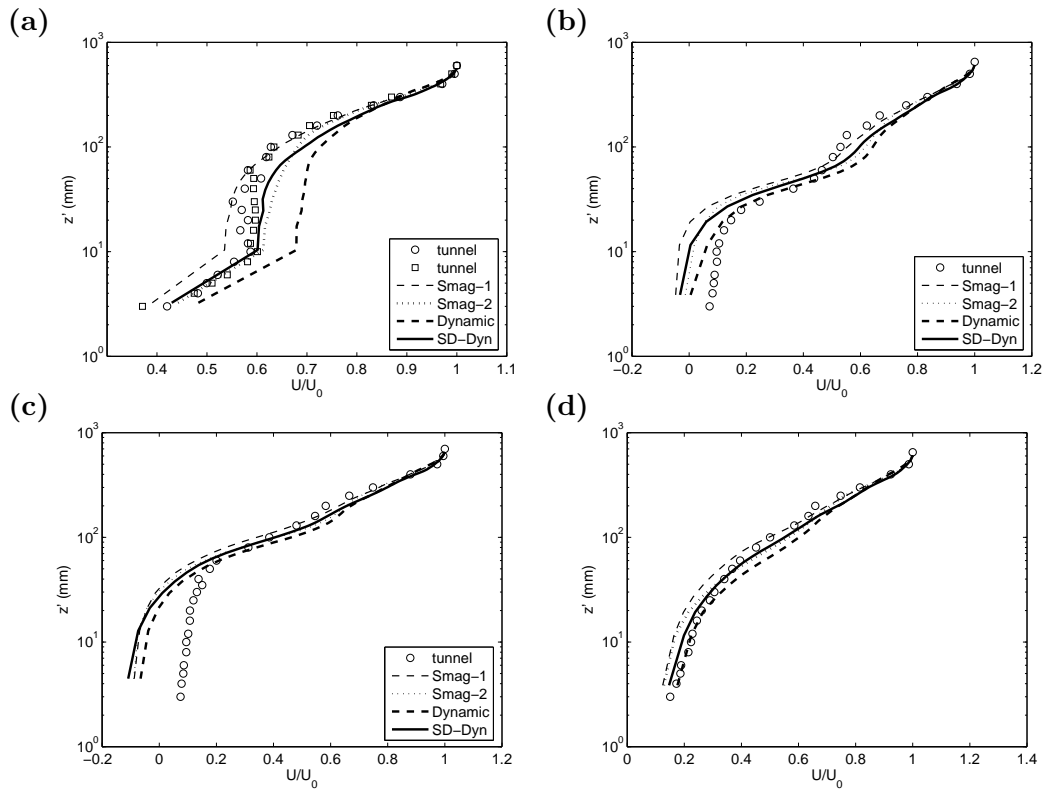 (a)
10^3
10^2
10^1
10^0
z' (mm)
0.4 0.5 0.6 0.7 0.8 0.9 1 1.1
U/U_0
tunnel
tunnel
Smag−1
Smag−2
Dynamic
SD−Dyn
(b)
10^3
10^2
10^1
10^0
z' (mm)
−0.2 0 0.2 0.4 0.6 0.8 1 1.2
U/U_0
tunnel
Smag−1
Smag−2
Dynamic
SD−Dyn
(c)
10^3
10^2
10^1
10^0
z' (mm)
−0.2 0 0.2 0.4 0.6 0.8 1 1.2
U/U_0
tunnel
Smag−1
Smag−2
Dynamic
SD−Dyn
(d)
10^3
10^2
10^1
10^0
z' (mm)
0 0.2 0.4 0.6 0.8 1 1.2 1.4
U/U_0